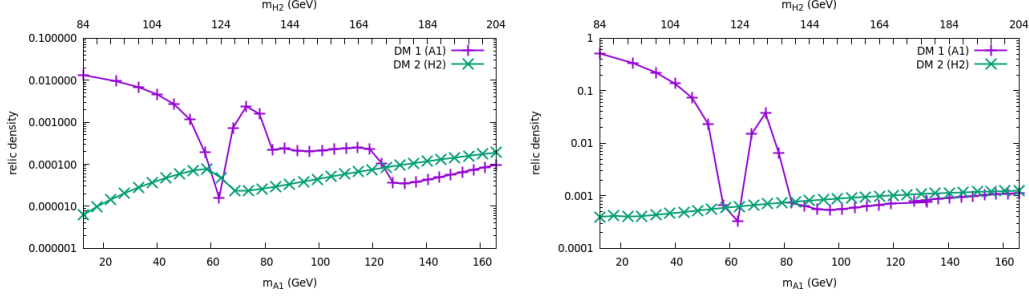 m_H2 (GeV)
84 104 124 144 164 184 204
0.100000
0.010000
0.001000
0.000100
0.000010
0.000001
relic density
DM 1 (A1)
DM 2 (H2)
20 40 60 80 100 120 140 160
m_A1 (GeV)
m_H2 (GeV)
84 104 124 144 164 184 204
1
0.1
0.01
0.001
0.0001
relic density
DM 1 (A1)
DM 2 (H2)
20 40 60 80 100 120 140 160
m_A1 (GeV)